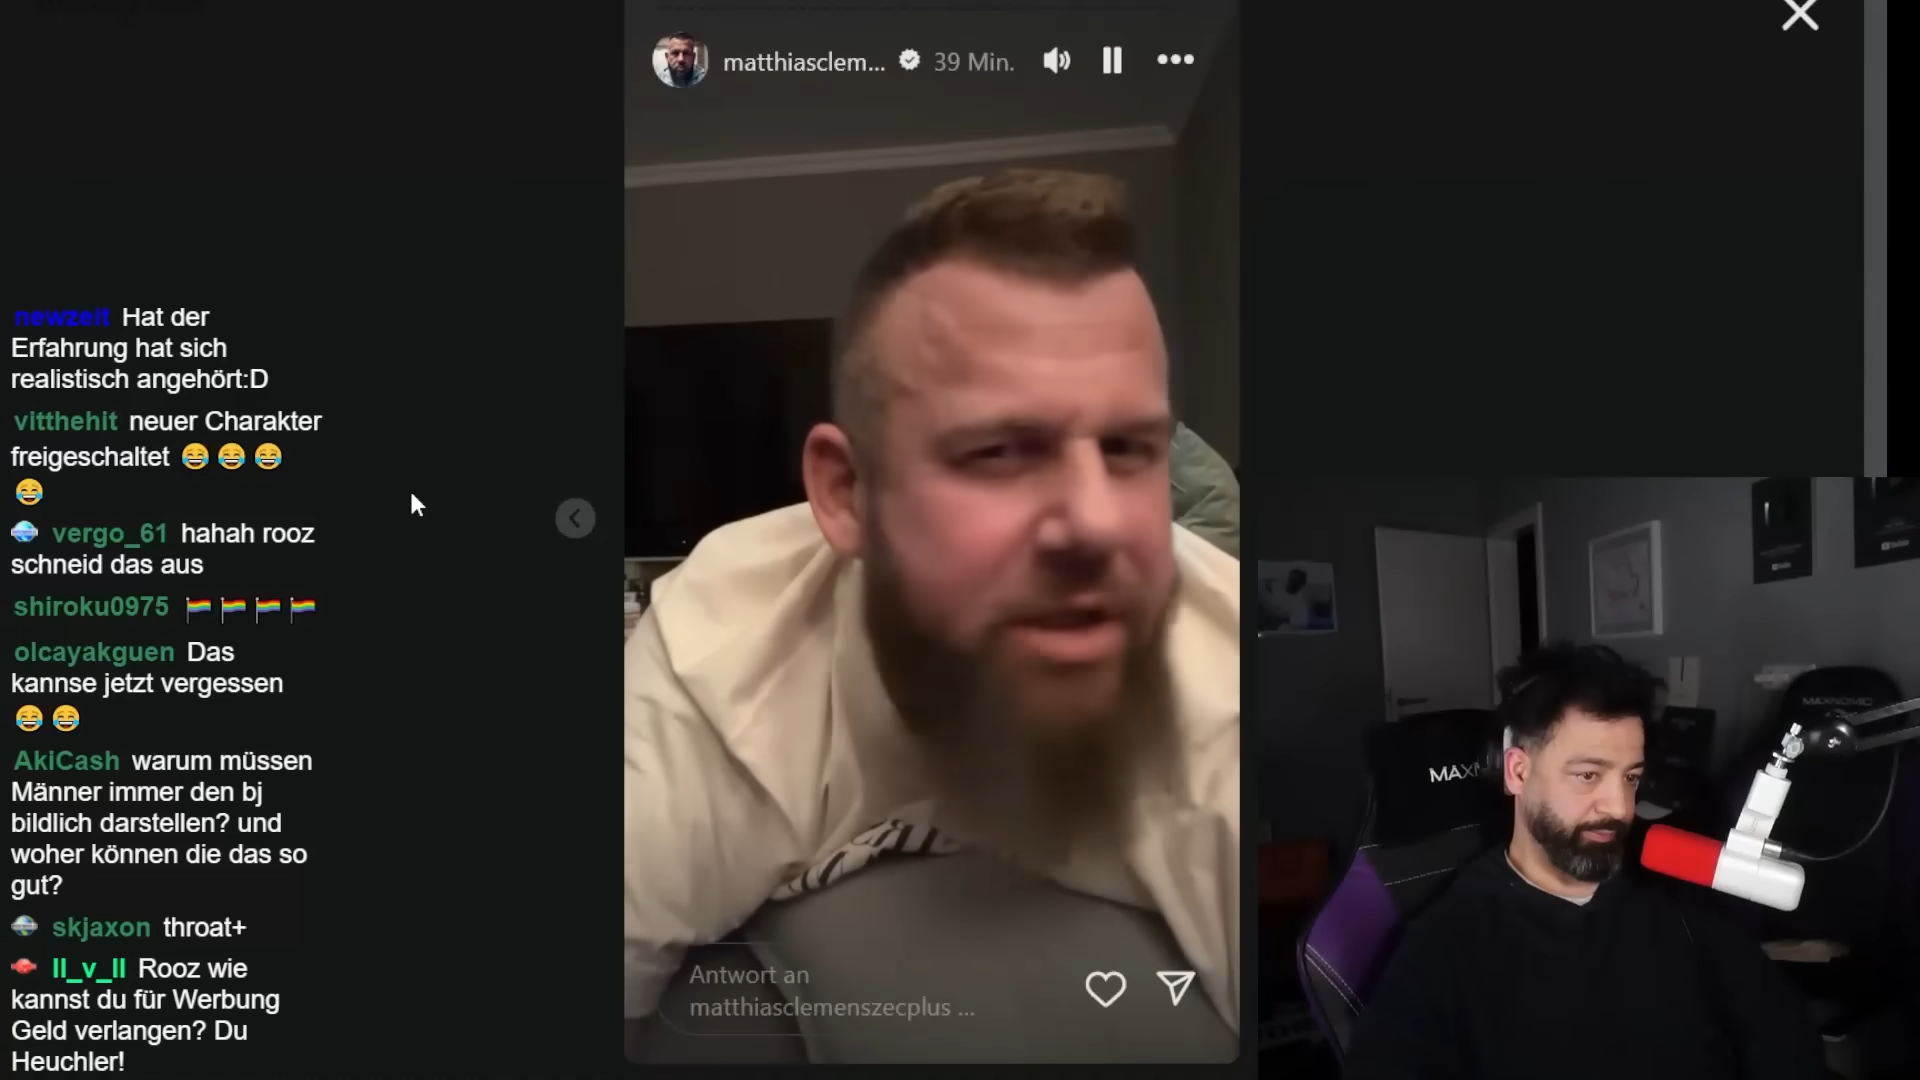 matthiasclem... 39 Min.
newzeit Hat der
Erfahrung hat sich
realistisch angehört:D
vitthehit neuer Charakter
freigeschaltet 😂 😂 😂
😂
vergo_61 hahah rooz
schneid das aus
shiroku0975 🏳️‍🌈 🏳️‍🌈 🏳️‍🌈 🏳️‍🌈
olcayakguen Das
kannse jetzt vergessen
😂 😂
AkiCash warum müssen
Männer immer den bj
bildlich darstellen? und
woher können die das so
gut?
skjaxon throat+
ll_v_ll Rooz wie
kannst du für Werbung
Geld verlangen? Du
Heuchler!
Antwort an
matthiasclemenszecplus ...
MAXNOMIC